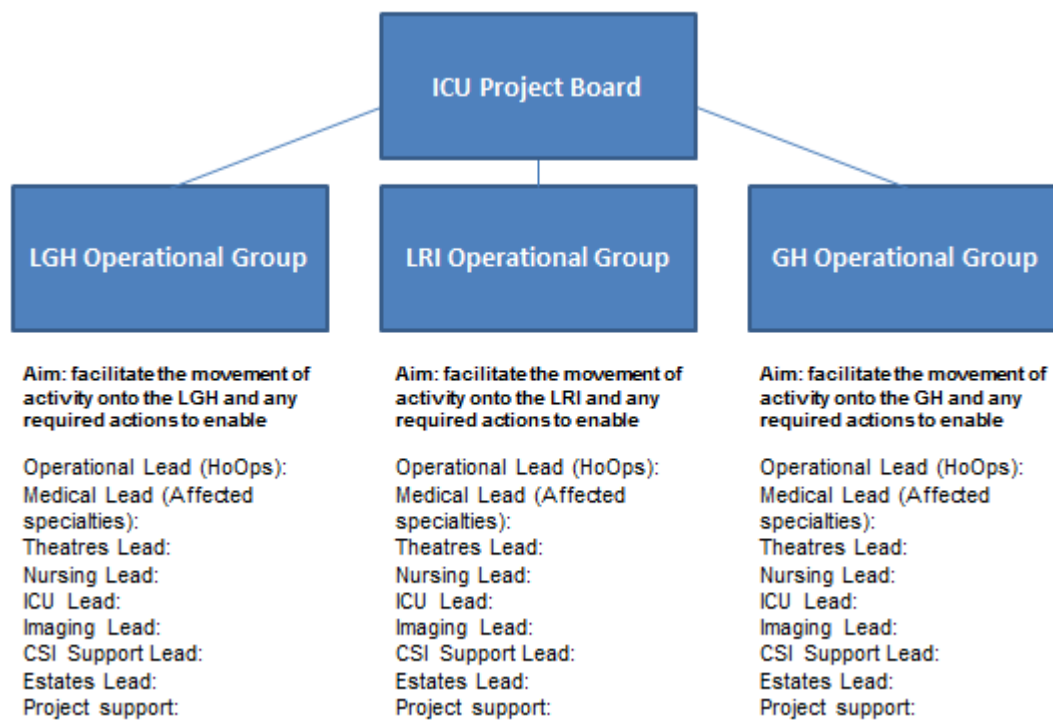 ICU Project Board
LGH Operational Group
LRI Operational Group
GH Operational Group
Aim: facilitate the movement of
activity onto the LGH and any
required actions to enable
Operational Lead (HoOps):
Medical Lead (Affected
specialties):
Theatres Lead:
Nursing Lead:
ICU Lead:
Imaging Lead:
CSI Support Lead:
Estates Lead:
Project support:
Aim: facilitate the movement of
activity onto the LRI and any
required actions to enable
Operational Lead (HoOps):
Medical Lead (Affected
specialties):
Theatres Lead:
Nursing Lead:
ICU Lead:
Imaging Lead:
CSI Support Lead:
Estates Lead:
Project support:
Aim: facilitate the movement of
activity onto the GH and any
required actions to enable
Operational Lead (HoOps):
Medical Lead (Affected
specialties):
Theatres Lead:
Nursing Lead:
ICU Lead:
Imaging Lead:
CSI Support Lead:
Estates Lead:
Project support: